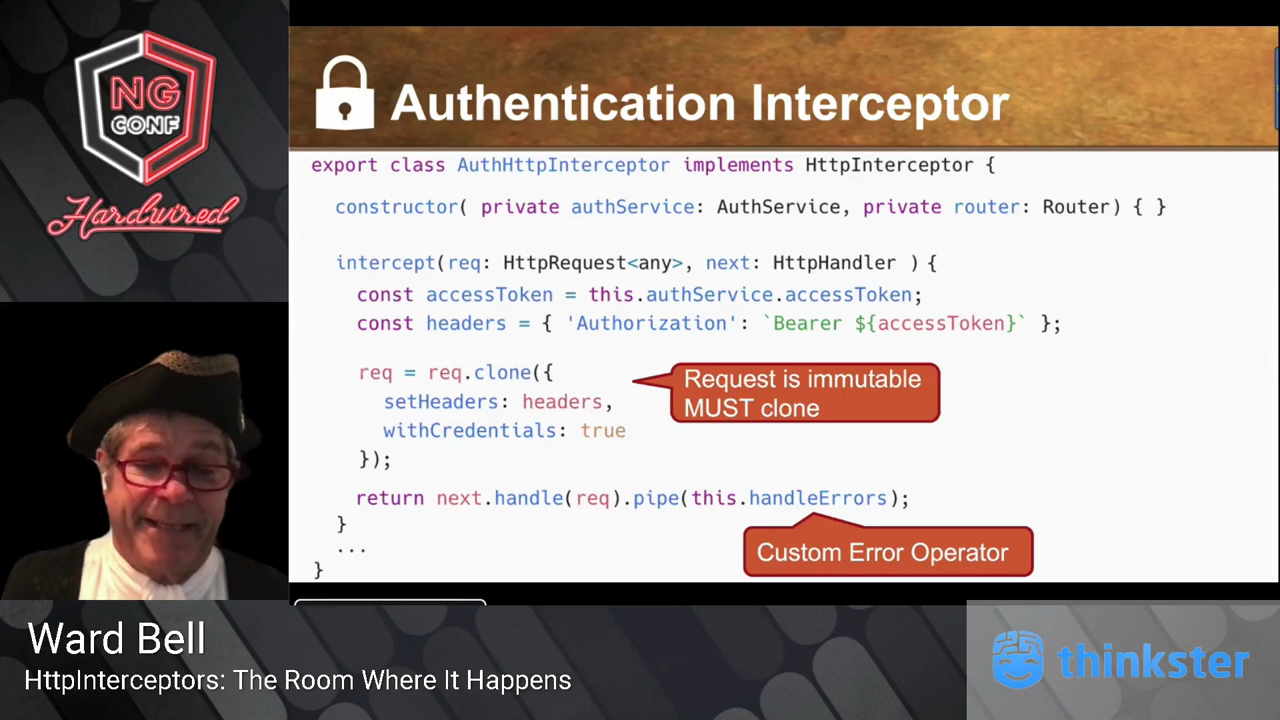 NG
CONF
Hardwired
Authentication Interceptor
export class AuthHttpInterceptor implements HttpInterceptor {
constructor( private authService: AuthService, private router: Router) { }
intercept(req: HttpRequest<any>, next: HttpHandler ) {
const accessToken = this.authService.accessToken;
const headers = { 'Authorization': `Bearer ${accessToken}` };
req = req.clone({
setHeaders: headers,
withCredentials: true
});
Request is immutable
MUST clone
return next.handle(req).pipe(this.handleErrors);
}
...
}
Custom Error Operator
Ward Bell
HttpInterceptors: The Room Where It Happens
thinkster